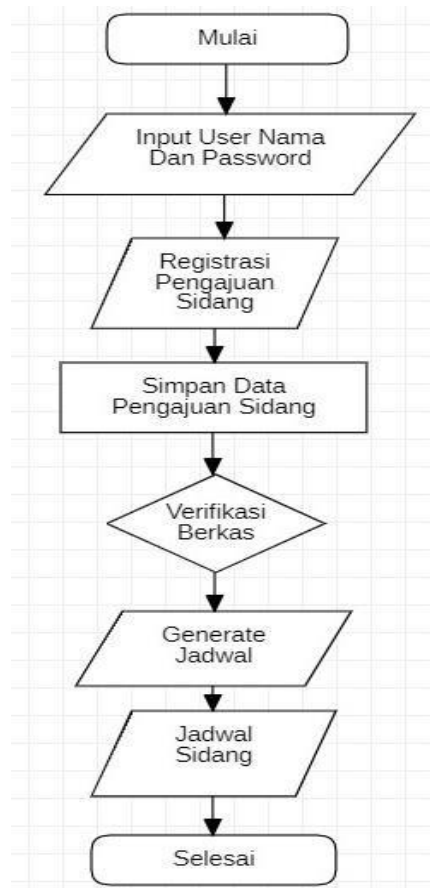 Mulai
Input User Nama
Dan Password
Registrasi
Pengajuan
Sidang
Simpan Data
Pengajuan Sidang
Verifikasi
Berkas
Generate
Jadwal
Jadwal
Sidang
Selesai